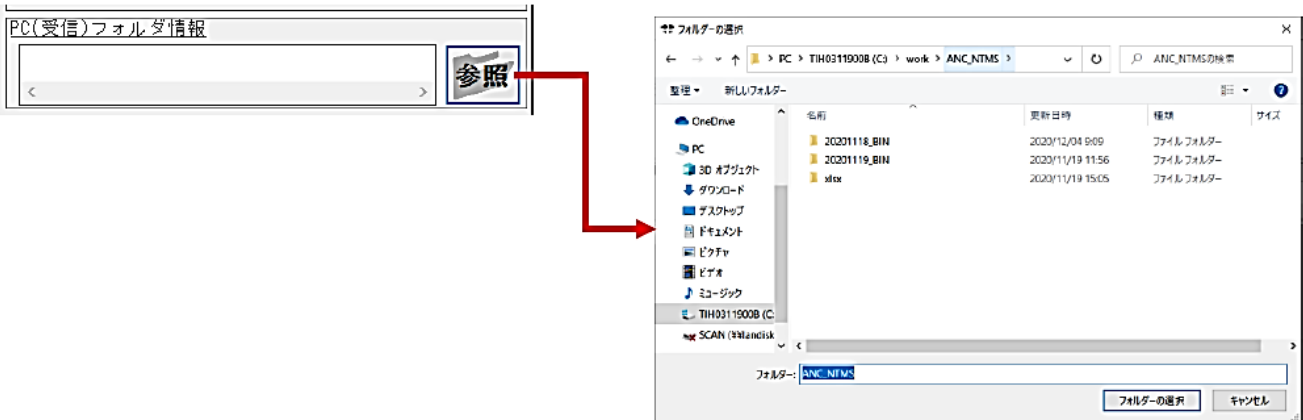 PC(受信)フォルダ情報
参照
フォルダーの選択
PC > TIH0311900B (C:) > work > ANC_NTMS >
ANC_NTMSの検索
整理 新しいフォルダー
名前 更新日時 種類 サイズ
OneDrive
PC
3D オブジェクト
ダウンロード
デスクトップ
ドキュメント
ピクチャ
ビデオ
ミュージック
TIH0311900B (C:
SCAN (¥¥landisk
20201118_BIN 2020/12/04 9:09 ファイル フォルダー
20201119_BIN 2020/11/19 11:56 ファイル フォルダー
xlsx 2020/11/19 15:05 ファイル フォルダー
フォルダー: ANC_NTMS
フォルダーの選択 キャンセル